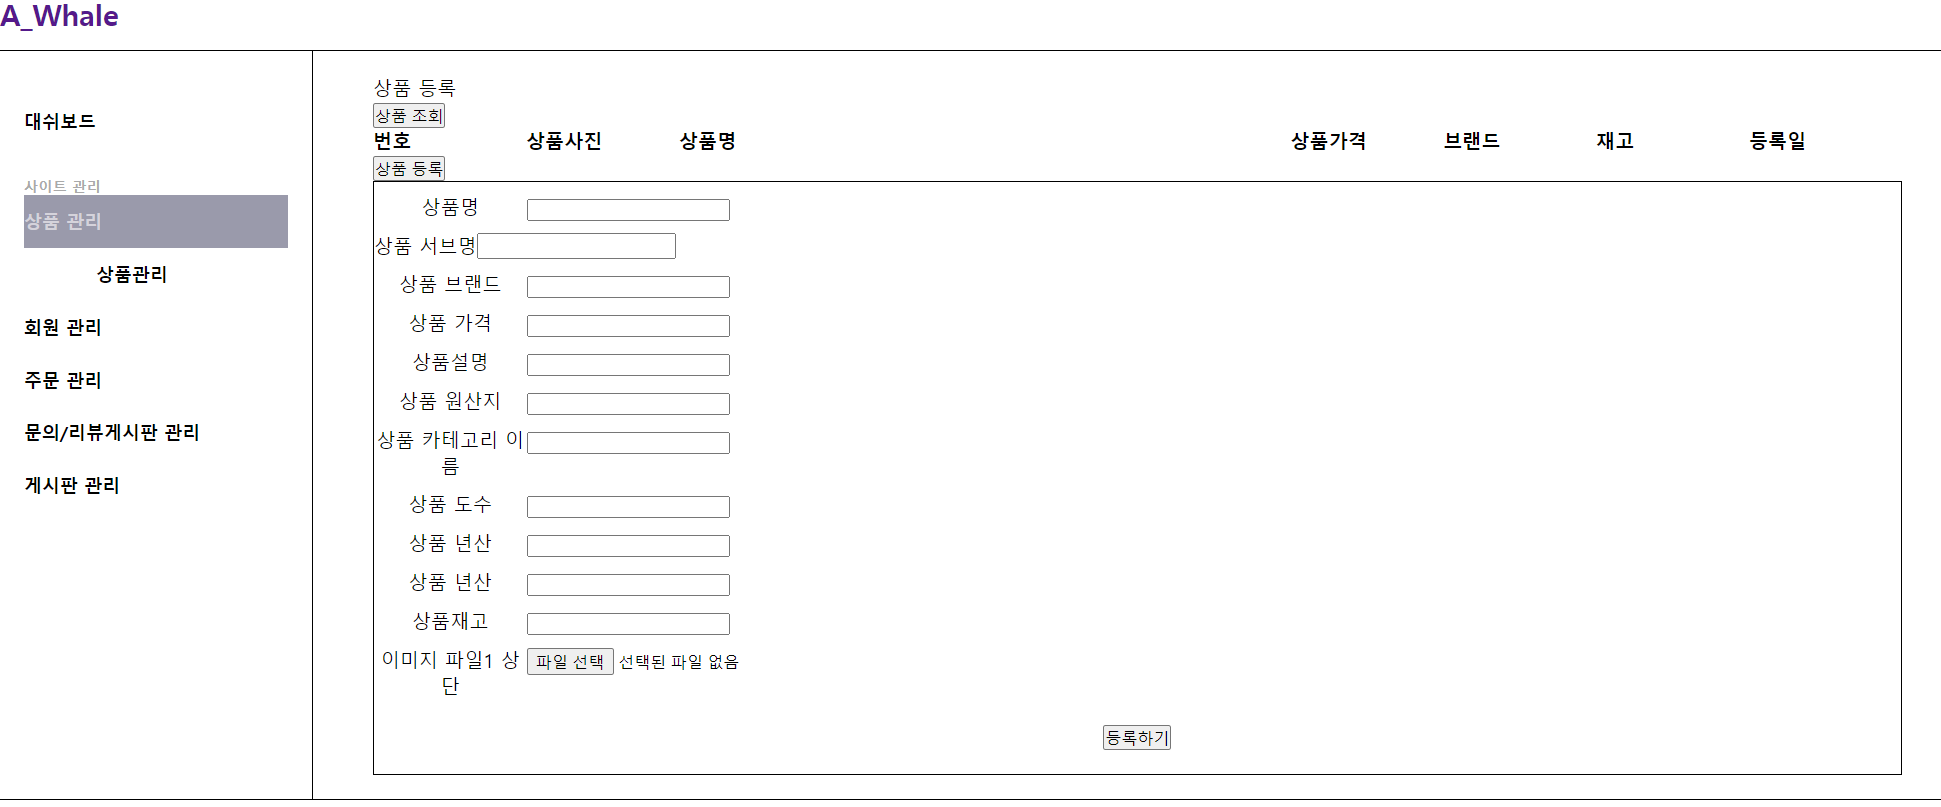 A_Whale
대쉬보드
사이트 관리
상품 관리
상품관리
회원 관리
주문 관리
문의/리뷰게시판 관리
게시판 관리
상품 등록
상품 조회
번호 상품사진 상품명 상품가격 브랜드 재고 등록일
상품 등록
상품명
상품 서브명
상품 브랜드
상품 가격
상품설명
상품 원산지
상품 카테고리 이
름
상품 도수
상품 년산
상품 년산
상품재고
이미지 파일1 상 파일 선택 선택된 파일 없음
단
등록하기